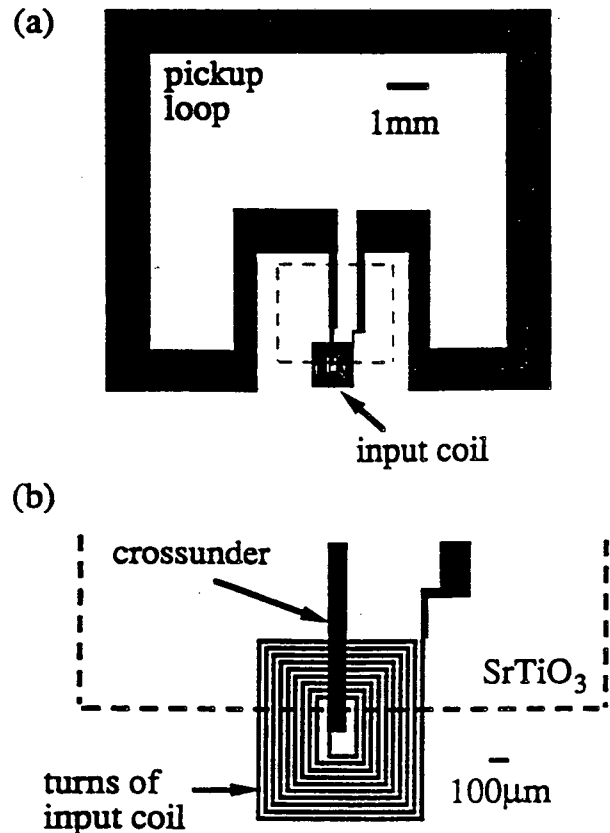 (a)
pickup
loop
1mm
input coil
(b)
crossunder
SrTiO₃
turns of
input coil
100µm